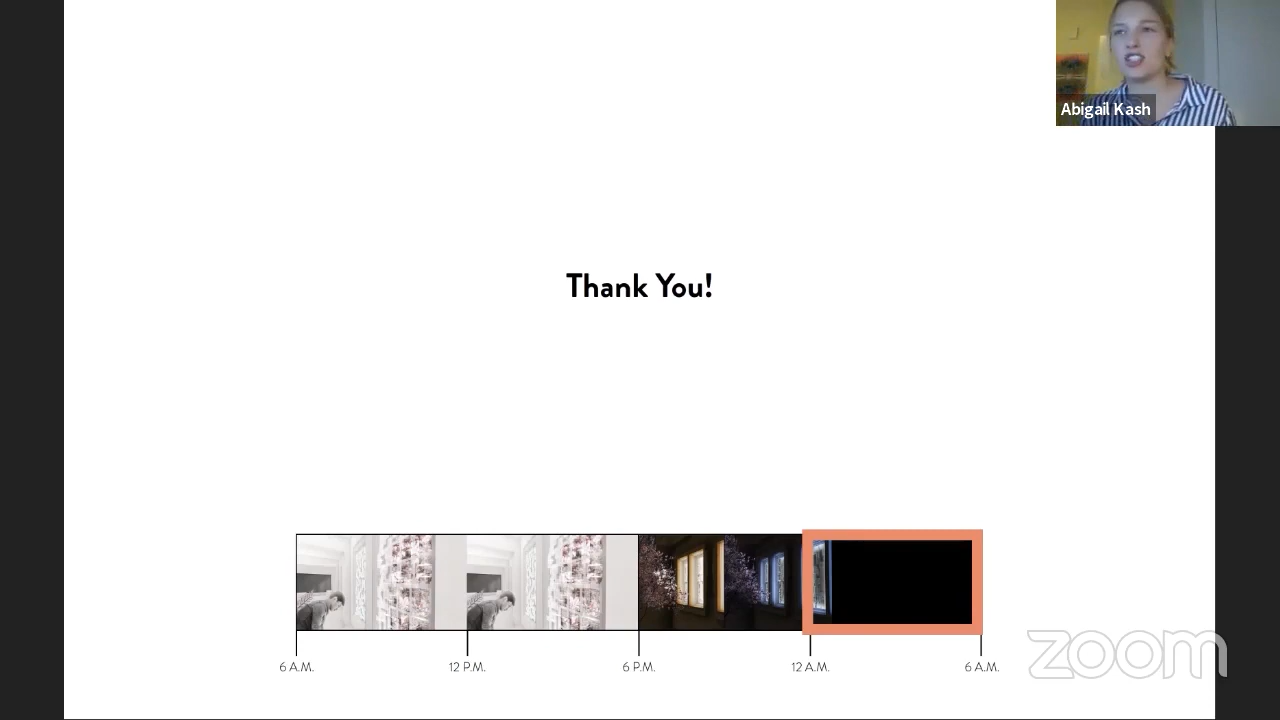 Abigail Kash
Thank You!
6 A.M.
12 P.M.
6 P.M.
12 A.M.
6 A.M.
zoom